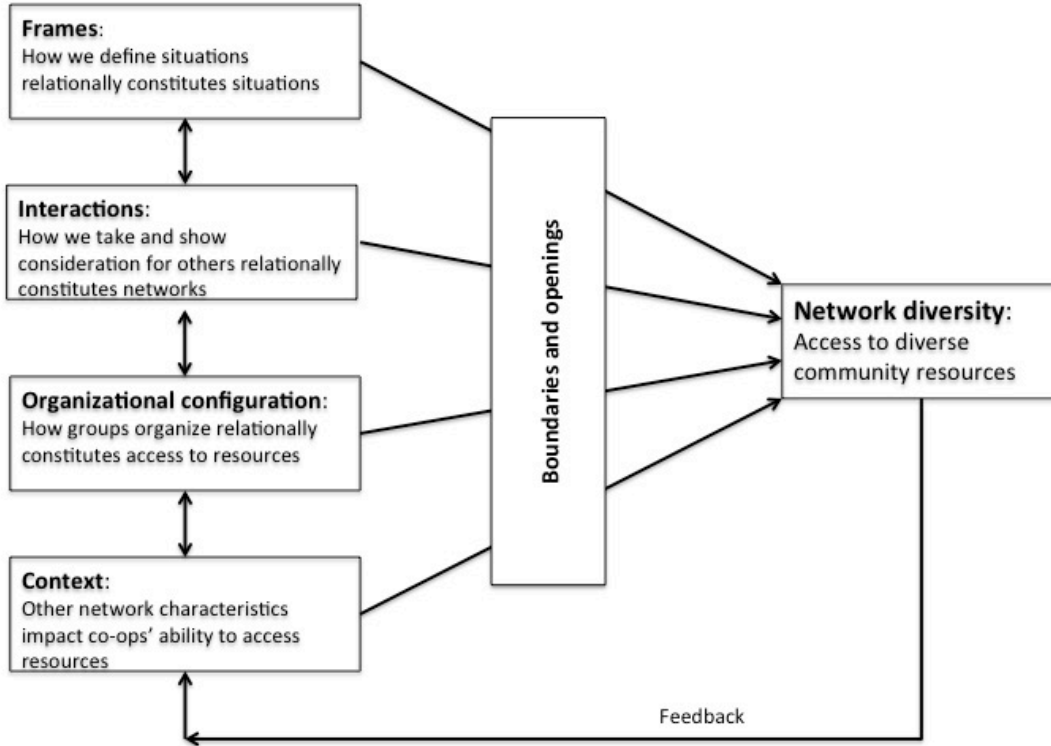 Frames:
How we define situations
relationally constitutes situations
Interactions:
How we take and show
consideration for others relationally
constitutes networks
Organizational configuration:
How groups organize relationally
constitutes access to resources
Context:
Other network characteristics
impact co-ops’ ability to access
resources
Boundaries and openings
Network diversity:
Access to diverse
community resources
Feedback